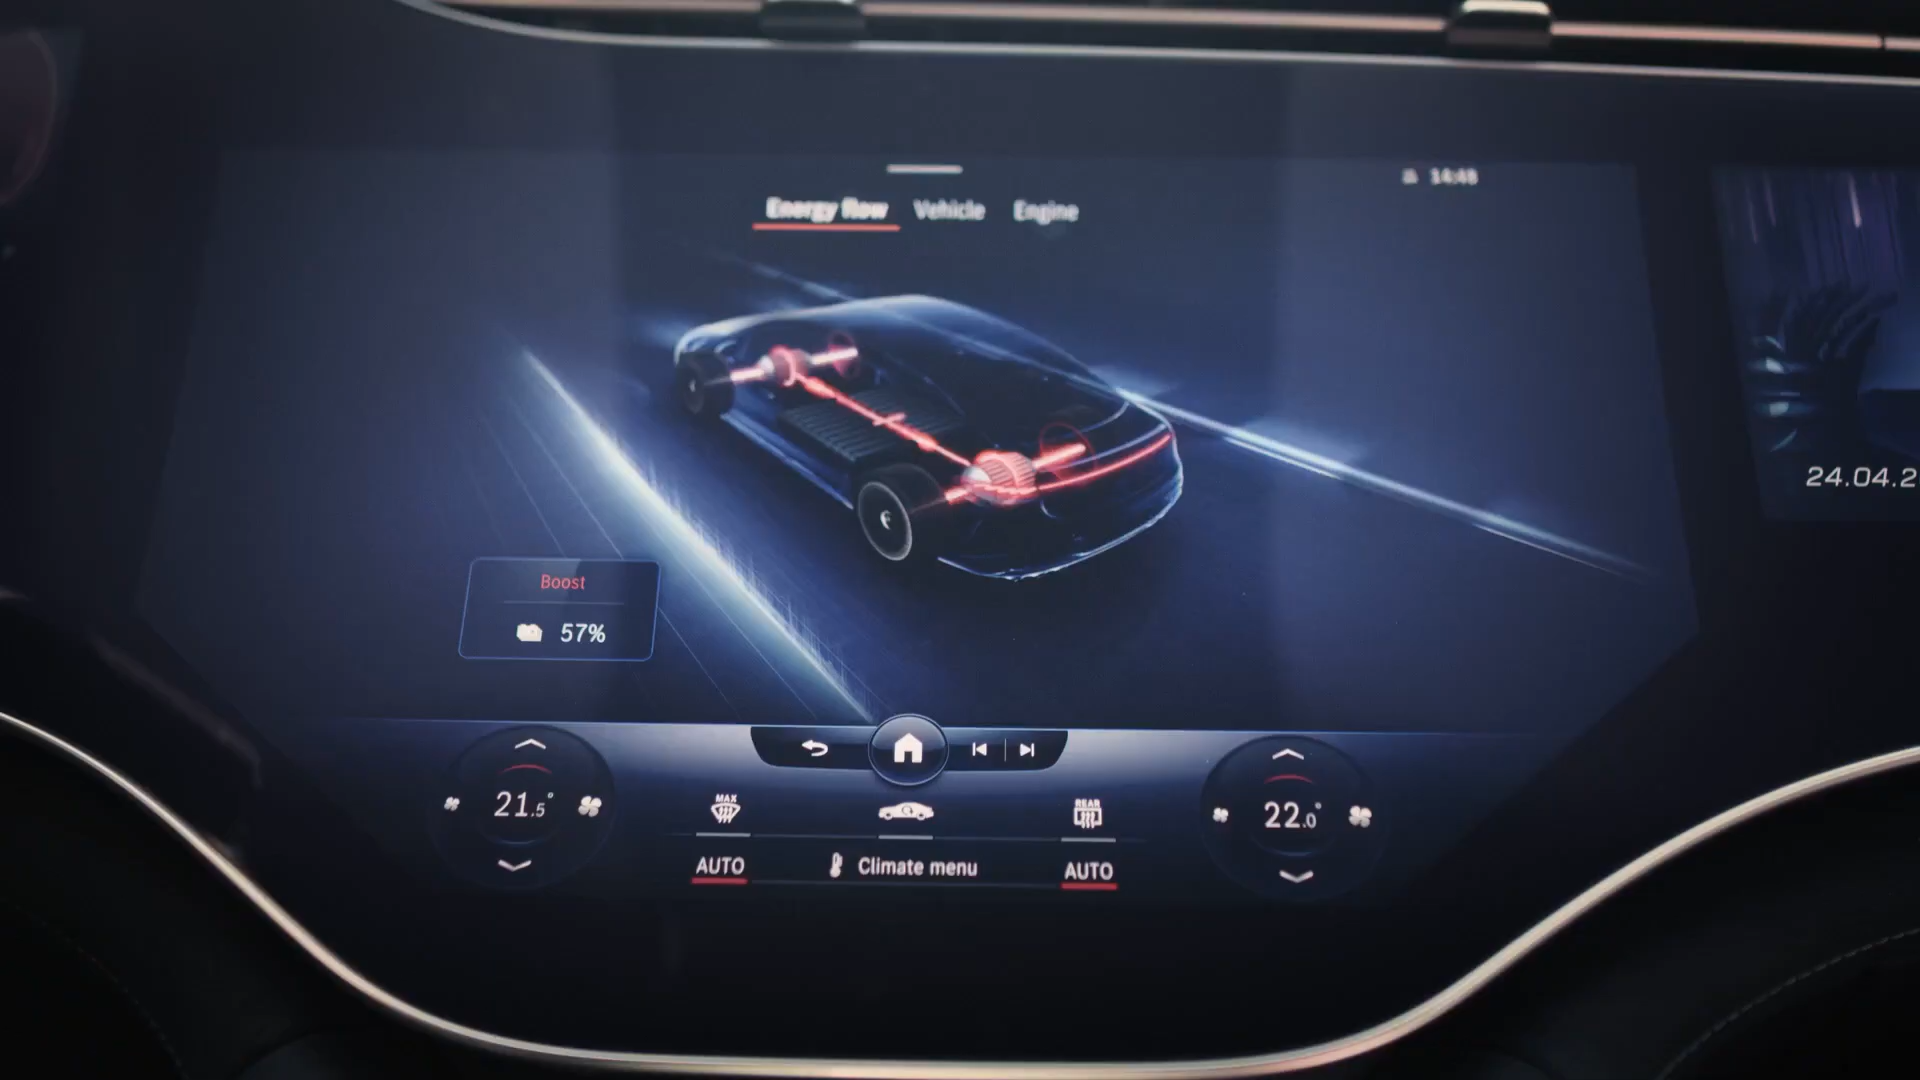 14:48
Energy flow Vehicle Engine
24.04.2
Boost
57%
21.5°
MAX
REAR
22.0°
AUTO
Climate menu
AUTO